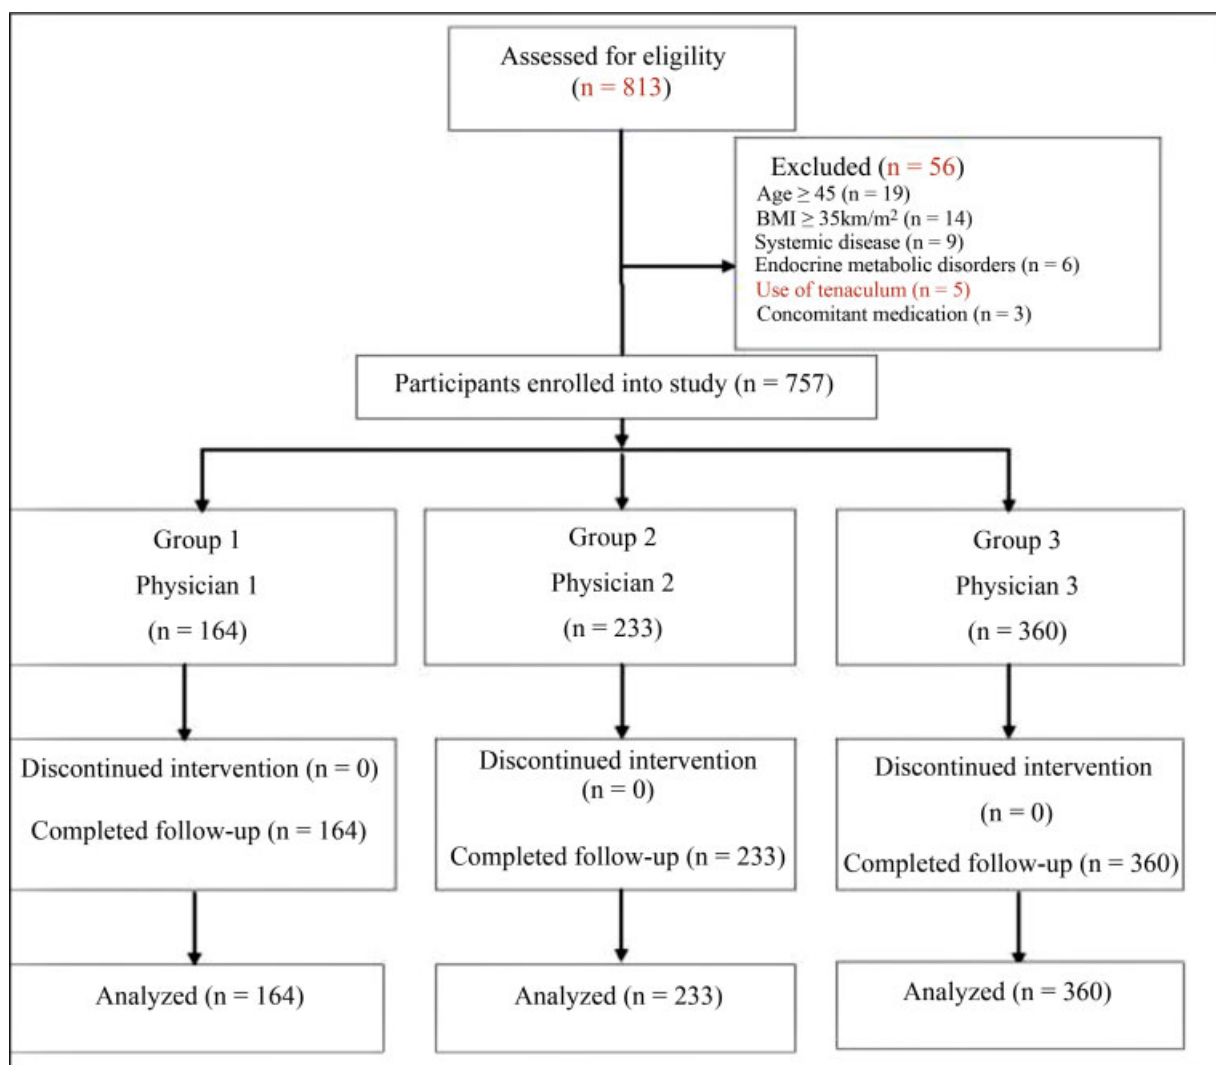 Assessed for eligility
(n = 813)
Excluded (n = 56)
Age ≥ 45 (n = 19)
BMI ≥ 35km/m² (n = 14)
Systemic disease (n = 9)
Endocrine metabolic disorders (n = 6)
Use of tenaculum (n = 5)
Concomitant medication (n = 3)
Participants enrolled into study (n = 757)
Group 1
Physician 1
(n = 164)
Group 2
Physician 2
(n = 233)
Group 3
Physician 3
(n = 360)
Discontinued intervention (n = 0)
Completed follow-up (n = 164)
Discontinued intervention
(n = 0)
Completed follow-up (n = 233)
Discontinued intervention
(n = 0)
Completed follow-up (n = 360)
Analyzed (n = 164)
Analyzed (n = 233)
Analyzed (n = 360)